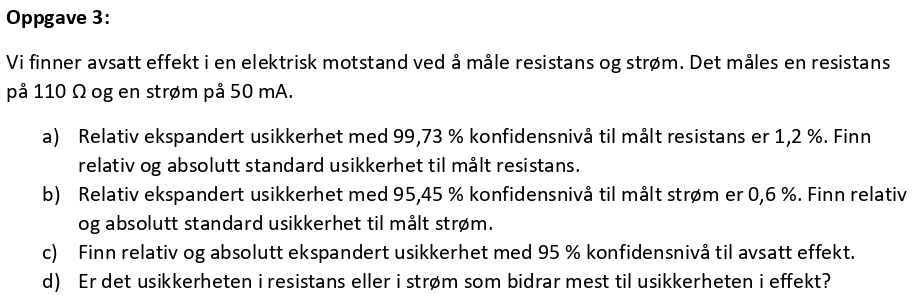 Oppgave 3:
Vi finner avsatt effekt i en elektrisk motstand ved å måle resistans og strøm. Det måles en resistans
på 110 Ω og en strøm på 50 mA.
a) Relativ ekspandert usikkerhet med 99,73 % konfidensnivå til målt resistans er 1,2 %. Finn
relativ og absolutt standard usikkerhet til målt resistans.
b) Relativ ekspandert usikkerhet med 95,45 % konfidensnivå til målt strøm er 0,6 %. Finn relativ
og absolutt standard usikkerhet til målt strøm.
c) Finn relativ og absolutt ekspandert usikkerhet med 95 % konfidensnivå til avsatt effekt.
d) Er det usikkerheten i resistans eller i strøm som bidrar mest til usikkerheten i effekt?